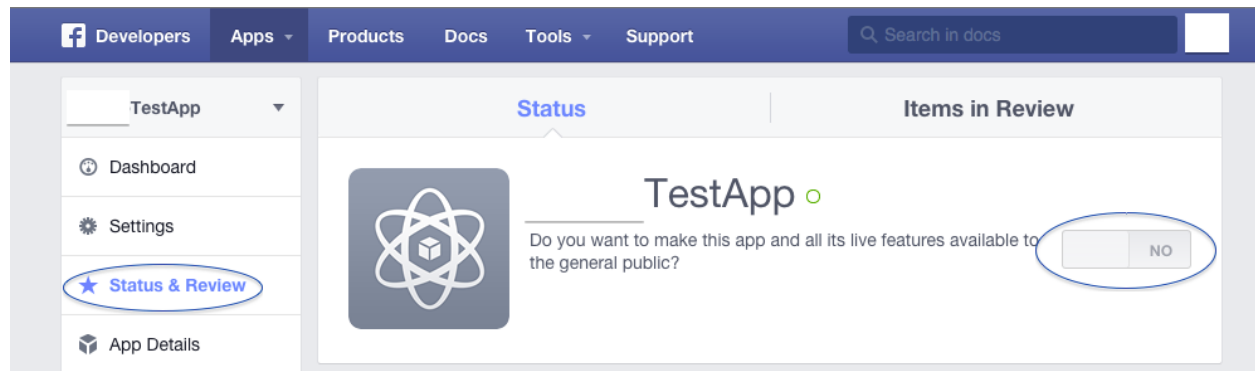 Developers Apps Products Docs Tools Support Search in docs
TestApp
Status Items in Review
Dashboard
Settings
Status & Review
App Details
TestApp
Do you want to make this app and all its live features available to
the general public?
NO